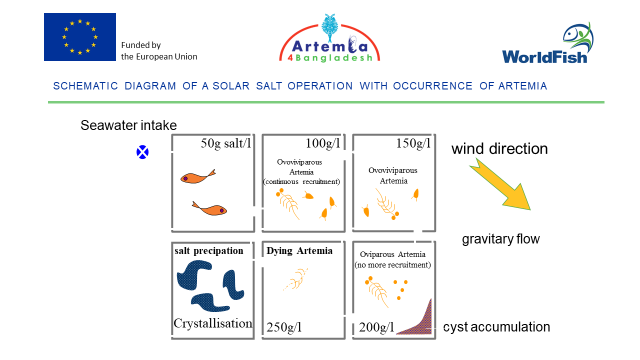 Funded by
the European Union
Artemia
4Bangladesh
WorldFish
SCHEMATIC DIAGRAM OF A SOLAR SALT OPERATION WITH OCCURRENCE OF ARTEMIA
Seawater intake
50g salt/l
100g/l
150g/l
Ovoviviparous
Artemia
(contiuous recruitment)
Ovoviviparous
Artemia
wind direction
gravitary flow
salt precipation
Crystallisation
Dying Artemia
250g/l
Oviparous Artemia
(no more recruitment)
200g/l
cyst accumulation